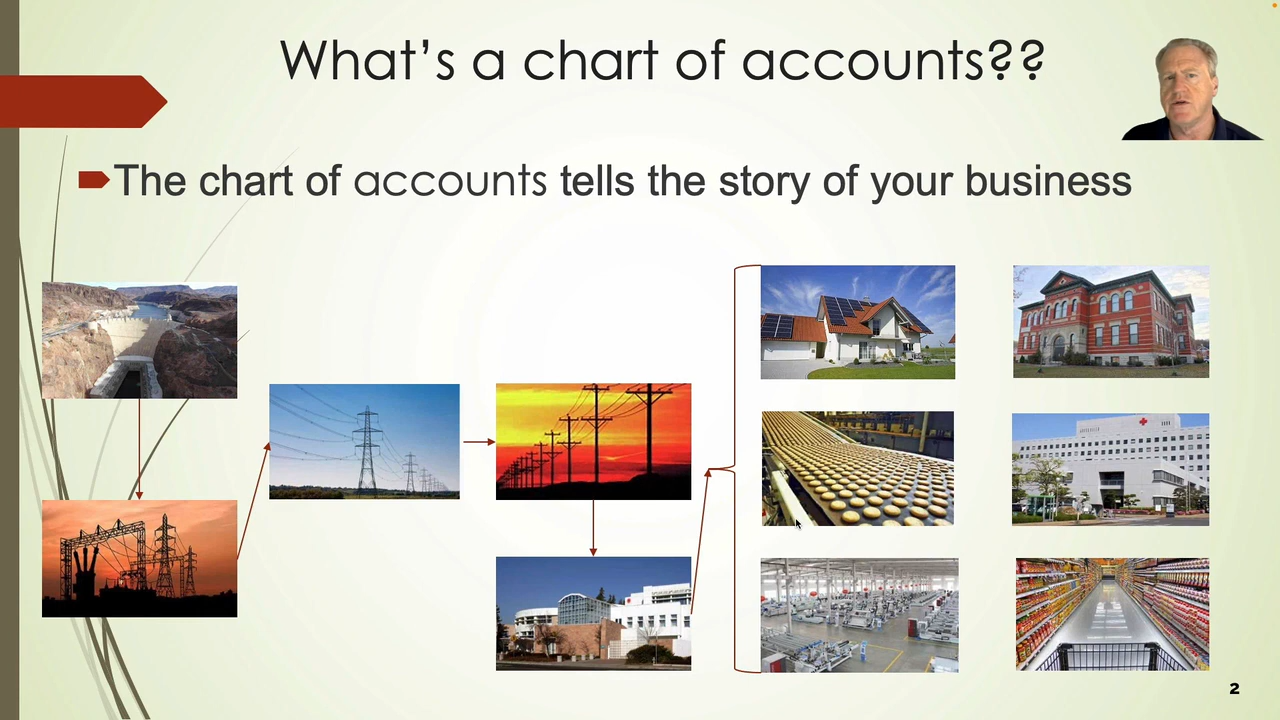 What's a chart of accounts??
The chart of accounts tells the story of your business
2